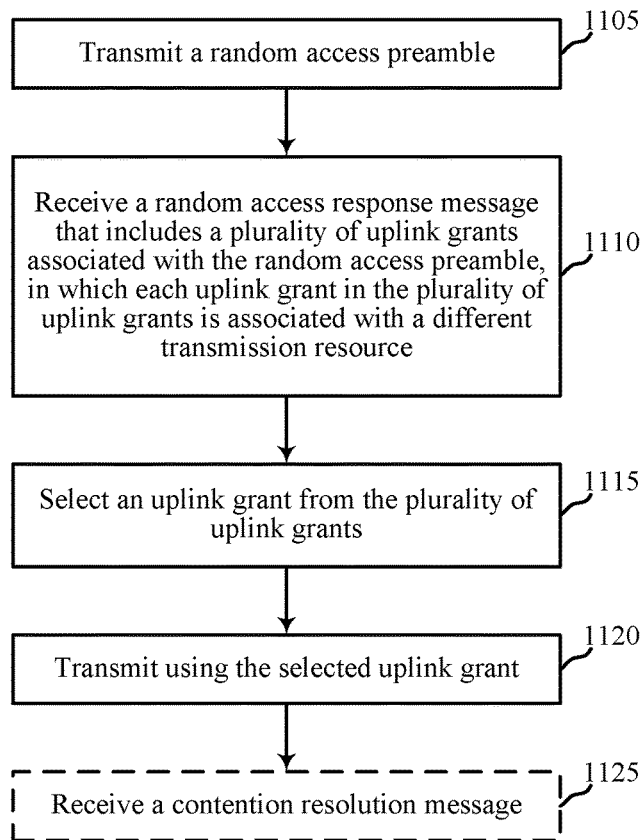 1105
Transmit a random access preamble
Receive a random access response message
that includes a plurality of uplink grants
associated with the random access preamble,
in which each uplink grant in the plurality of
uplink grants is associated with a different
transmission resource
1110
1115
Select an uplink grant from the plurality of
uplink grants
1120
Transmit using the selected uplink grant
1125
Receive a contention resolution message